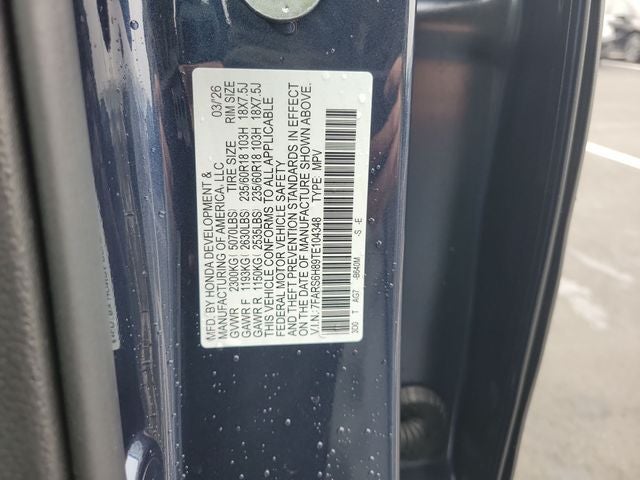 MFD. BY HONDA DEVELOPMENT & 03/26
MANUFACTURING OF AMERICA, LLC
TIRE SIZE RIM SIZE
GVWR 2300KG( 5070LBS) 235/60R18 103H 18X7.5J
GAWR F 1193KG( 2630LBS) 235/60R18 103H 18X7.5J
GAWR R 1150KG( 2535LBS)
THIS VEHICLE CONFORMS TO ALL APPLICABLE
FEDERAL MOTOR VEHICLE SAFETY
AND THEFT PREVENTION STANDARDS IN EFFECT
ON THE DATE OF MANUFACTURE SHOWN ABOVE.
V.I.N.: 7FARS6H89TE104348 TYPE: MPV
3D0 T AG7 -B640M -S -E